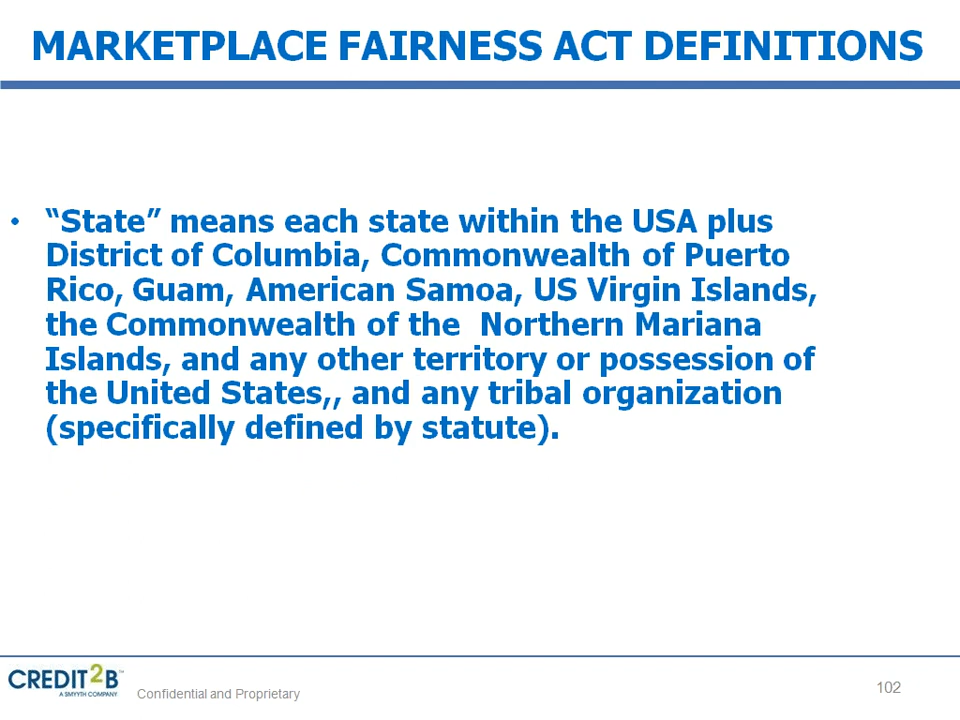 MARKETPLACE FAIRNESS ACT DEFINITIONS
• “State” means each state within the USA plus
District of Columbia, Commonwealth of Puerto
Rico, Guam, American Samoa, US Virgin Islands,
the Commonwealth of the  Northern Mariana
Islands, and any other territory or possession of
the United States,, and any tribal organization
(specifically defined by statute).
CREDIT2B™
A SMYYTH COMPANY
Confidential and Proprietary
102